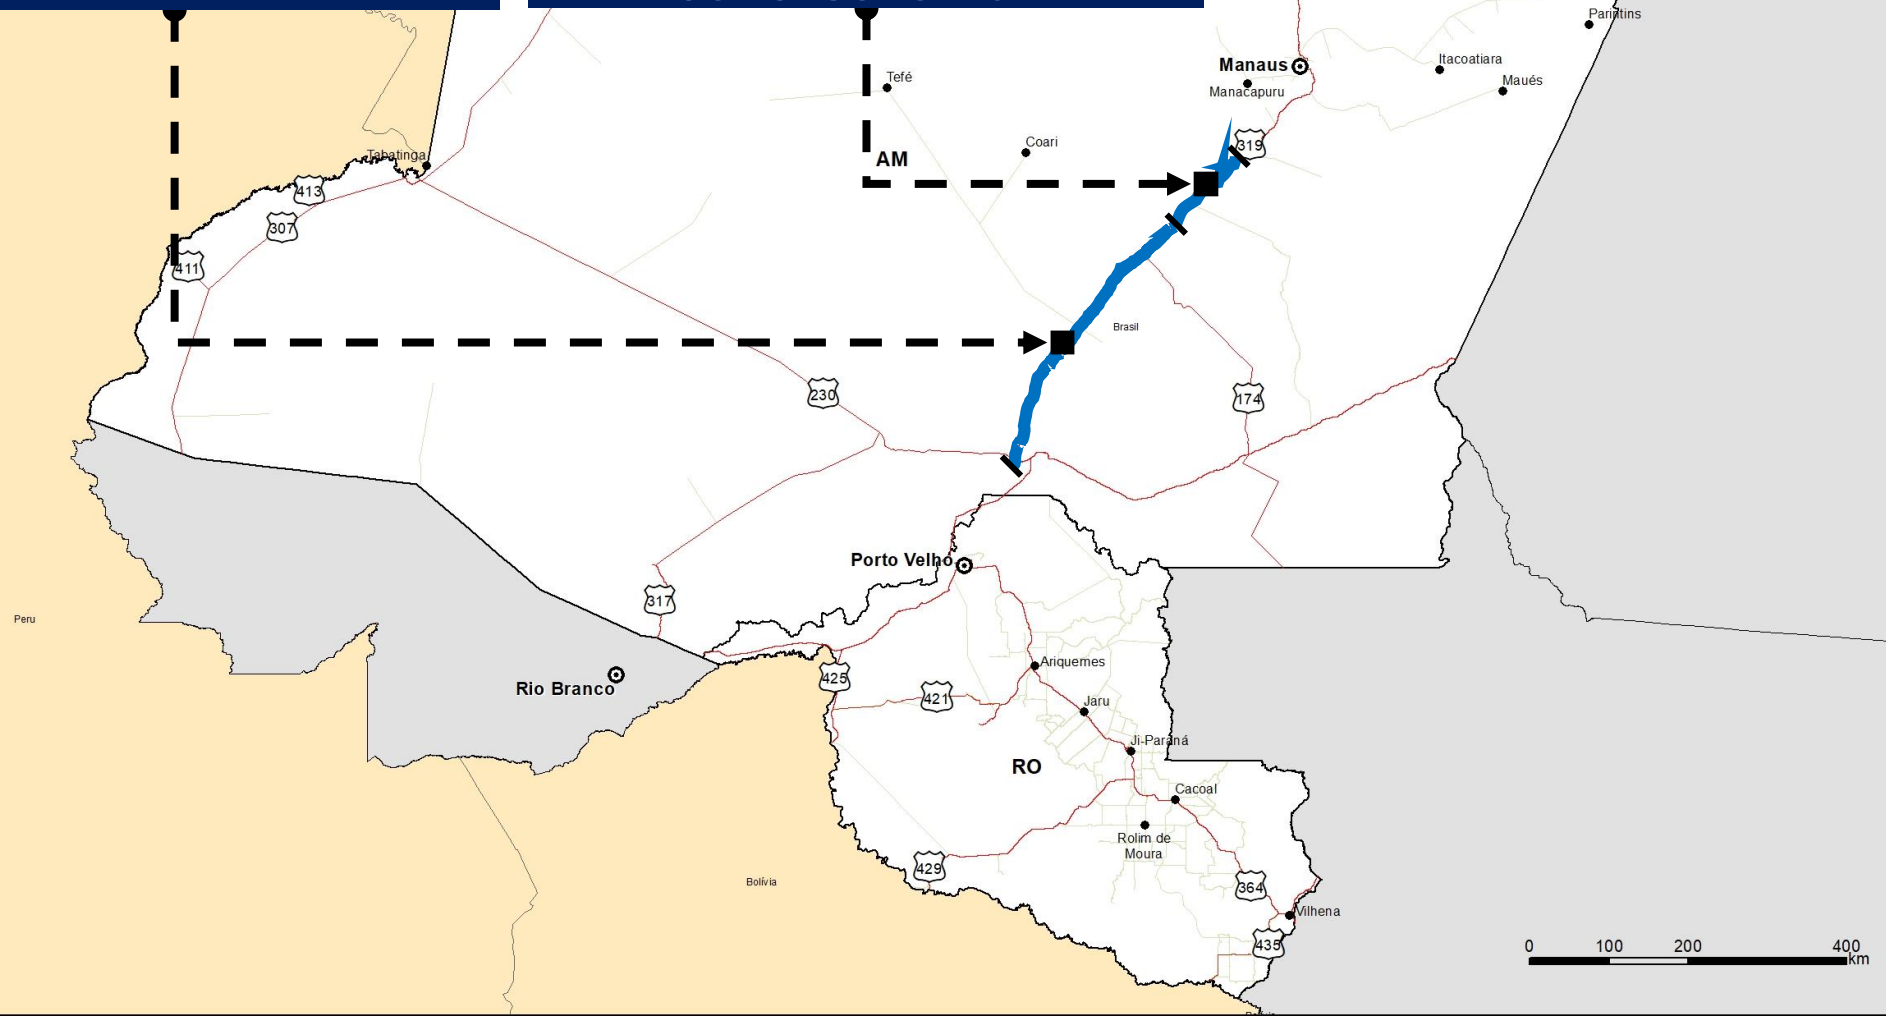 Parintins
Manaus
Itacoatiara
Tefé
Maués
Manacapuru
319
Coari
AM
Tabatinga
413
307
411
Brasil
230
174
Porto Velho
317
Peru
Ariquemes
425
Rio Branco
421
Jaru
Ji-Paraná
RO
Cacoal
Rolim de
Moura
429
Bolívia
364
Vilhena
435
0 100 200 400
km